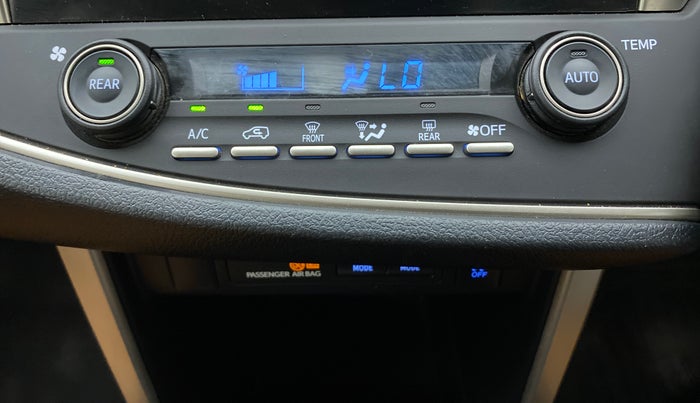 TEMP
REAR
LO
AUTO
A/C
FRONT
REAR
OFF
PASSENGER AIR BAG
MODE
MODE
OFF